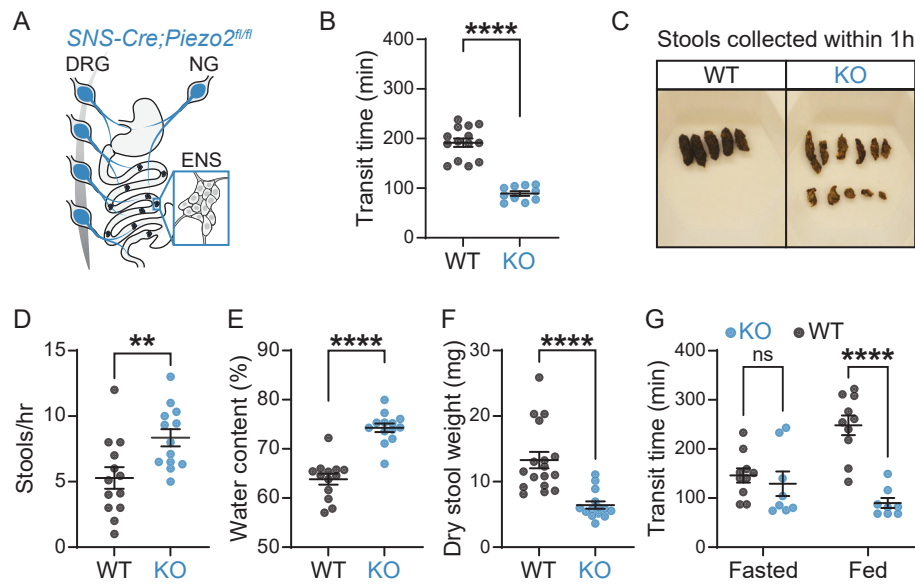 A
SNS-Cre;Piezo2fl/fl
DRG
NG
ENS
B
****
Transit time (min)
400
300
200
100
0
WT
KO
C
Stools collected within 1h
WT
KO
D
**
Stools/hr
15
10
5
0
WT
KO
E
****
Water content (%)
90
80
70
60
50
WT
KO
F
****
Dry stool weight (mg)
30
20
10
0
WT
KO
G
KO
WT
ns
****
Transit time (min)
400
300
200
100
0
Fasted
Fed